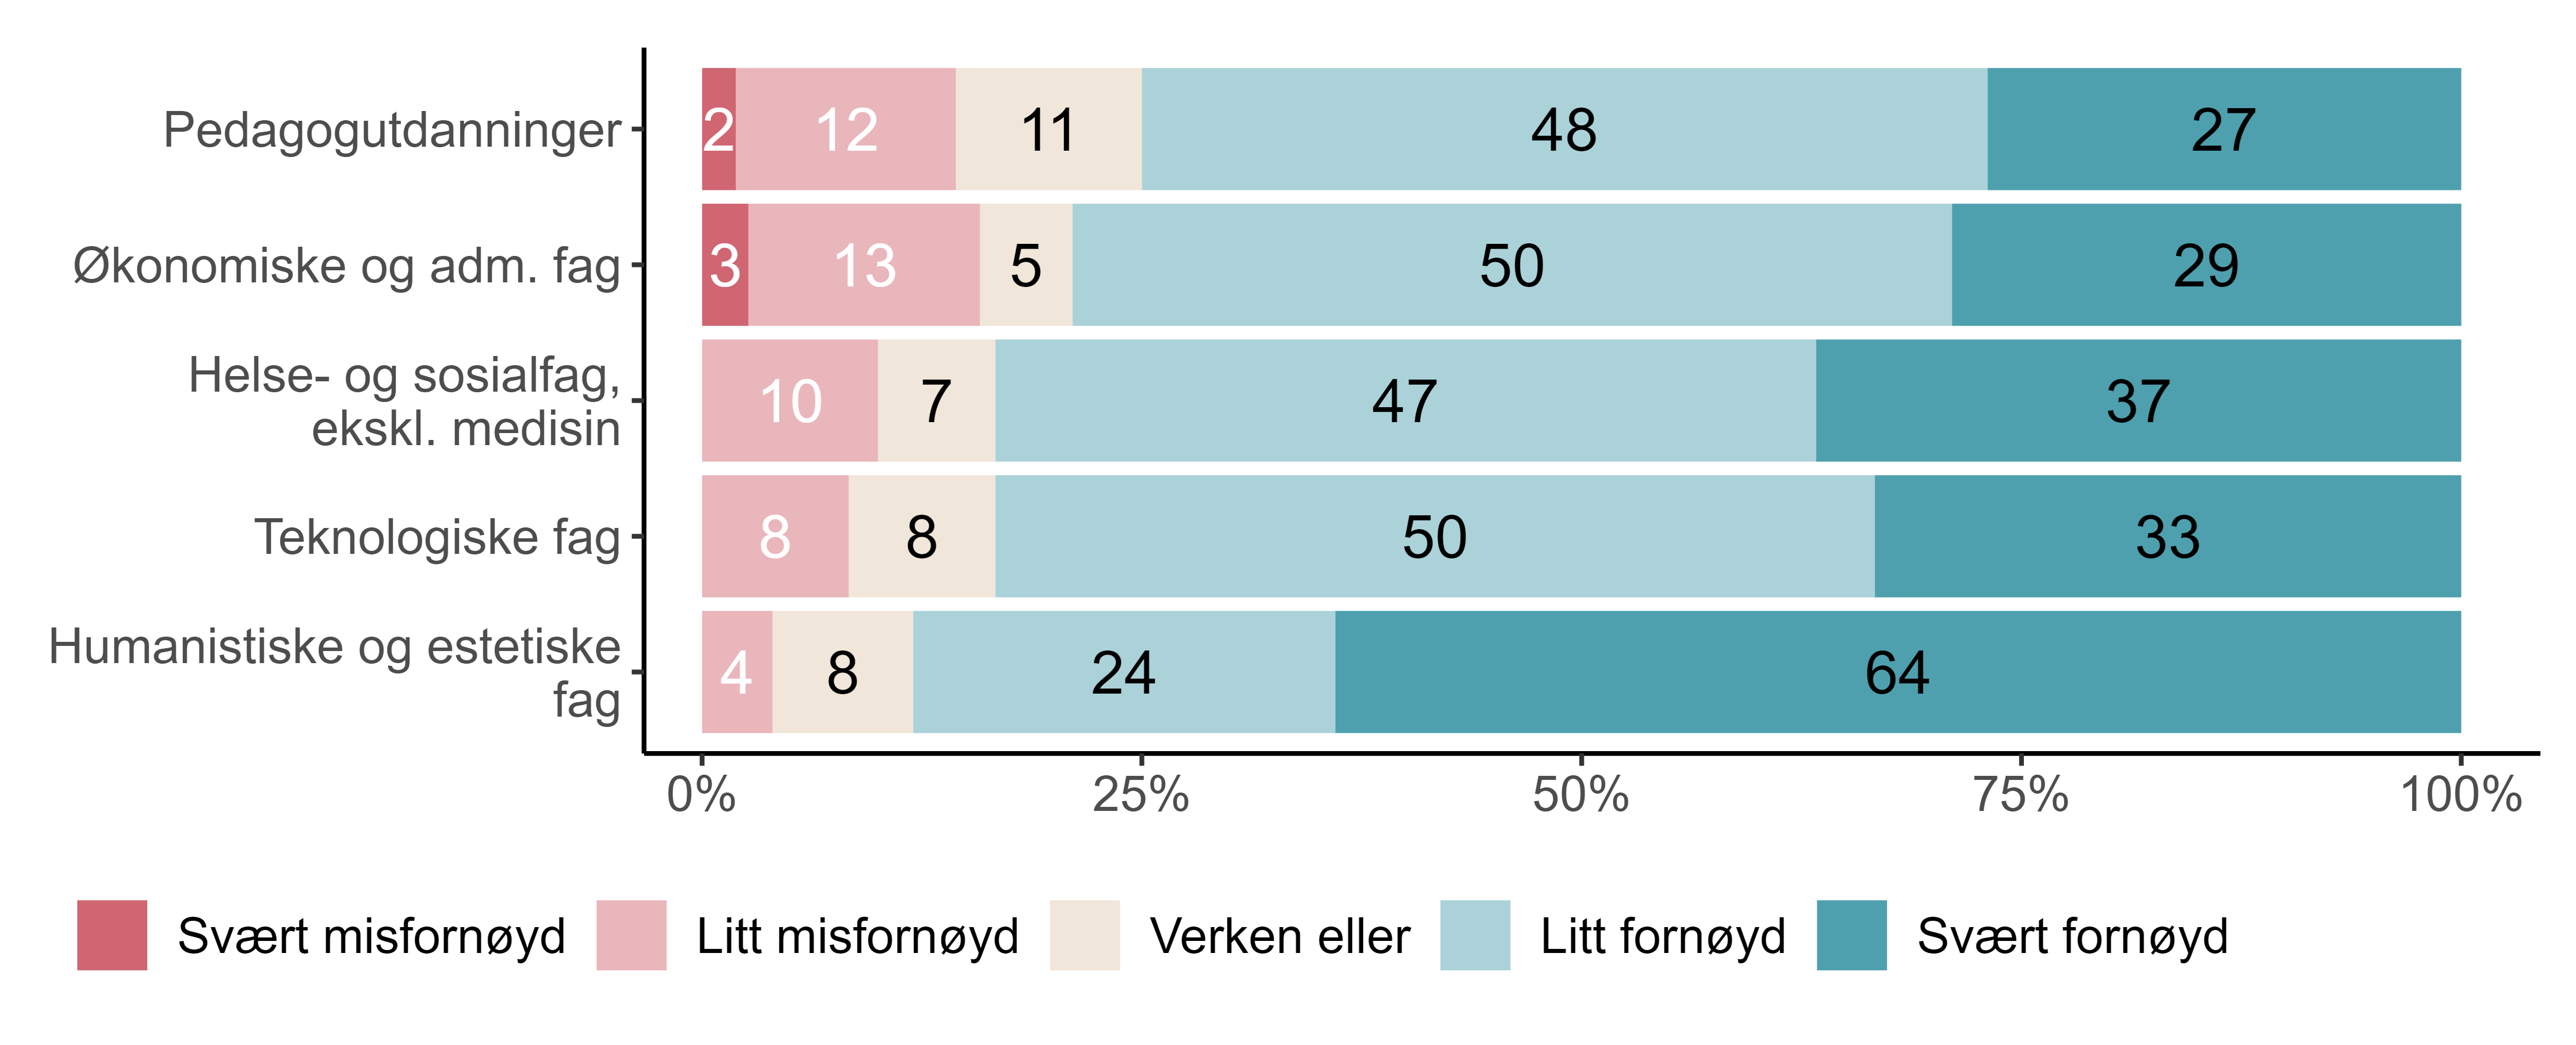 Pedagogutdanninger 2 12 11 48 27
Økonomiske og adm. fag 3 13 5 50 29
Helse- og sosialfag,
ekskl. medisin 10 7 47 37
Teknologiske fag 8 8 50 33
Humanistiske og estetiske
fag 4 8 24 64
0% 25% 50% 75% 100%
Svært misfornøyd Litt misfornøyd Verken eller Litt fornøyd Svært fornøyd